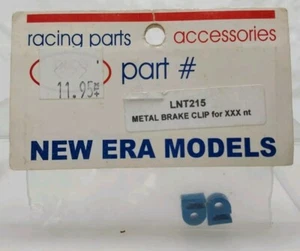 racing parts accessories
part #
11.95
LNT215
METAL BRAKE CLIP for XXX nt
NEW ERA MODELS